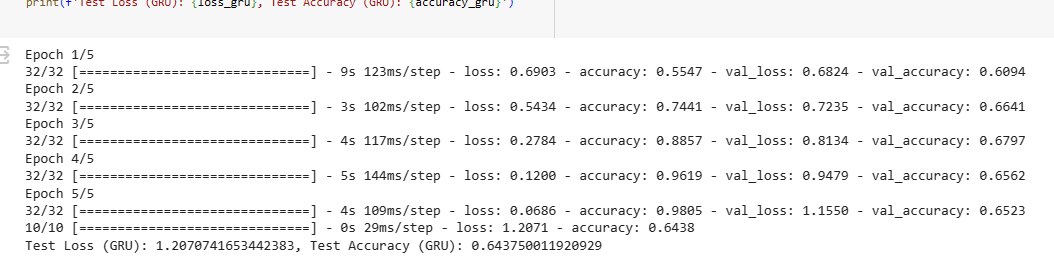 print(f'Test Loss (GRU): {loss_gru}, Test Accuracy (GRU): {accuracy_gru}')
Epoch 1/5
32/32 [==============================] - 9s 123ms/step - loss: 0.6903 - accuracy: 0.5547 - val_loss: 0.6824 - val_accuracy: 0.6094
Epoch 2/5
32/32 [==============================] - 3s 102ms/step - loss: 0.5434 - accuracy: 0.7441 - val_loss: 0.7235 - val_accuracy: 0.6641
Epoch 3/5
32/32 [==============================] - 4s 117ms/step - loss: 0.2784 - accuracy: 0.8857 - val_loss: 0.8134 - val_accuracy: 0.6797
Epoch 4/5
32/32 [==============================] - 5s 144ms/step - loss: 0.1200 - accuracy: 0.9619 - val_loss: 0.9479 - val_accuracy: 0.6562
Epoch 5/5
32/32 [==============================] - 4s 109ms/step - loss: 0.0686 - accuracy: 0.9805 - val_loss: 1.1550 - val_accuracy: 0.6523
10/10 [==============================] - 0s 29ms/step - loss: 1.2071 - accuracy: 0.6438
Test Loss (GRU): 1.2070741653442383, Test Accuracy (GRU): 0.643750011920929